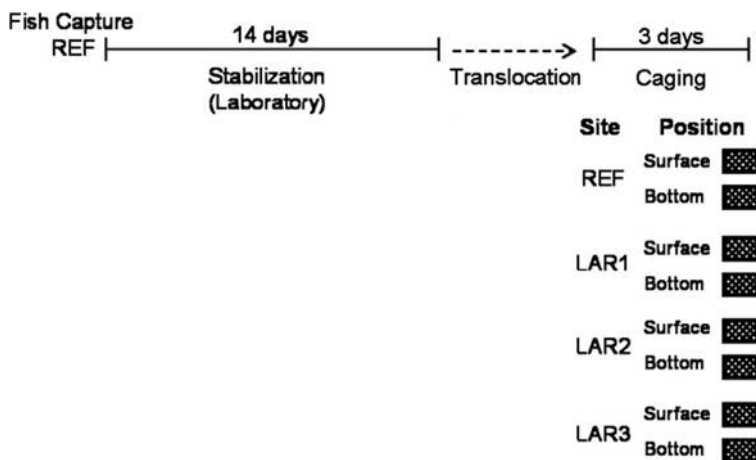 Fish Capture
REF
14 days
3 days
Stabilization
(Laboratory)
Translocation
Caging
Site Position
REF
Surface
Bottom
LAR1
Surface
Bottom
LAR2
Surface
Bottom
LAR3
Surface
Bottom